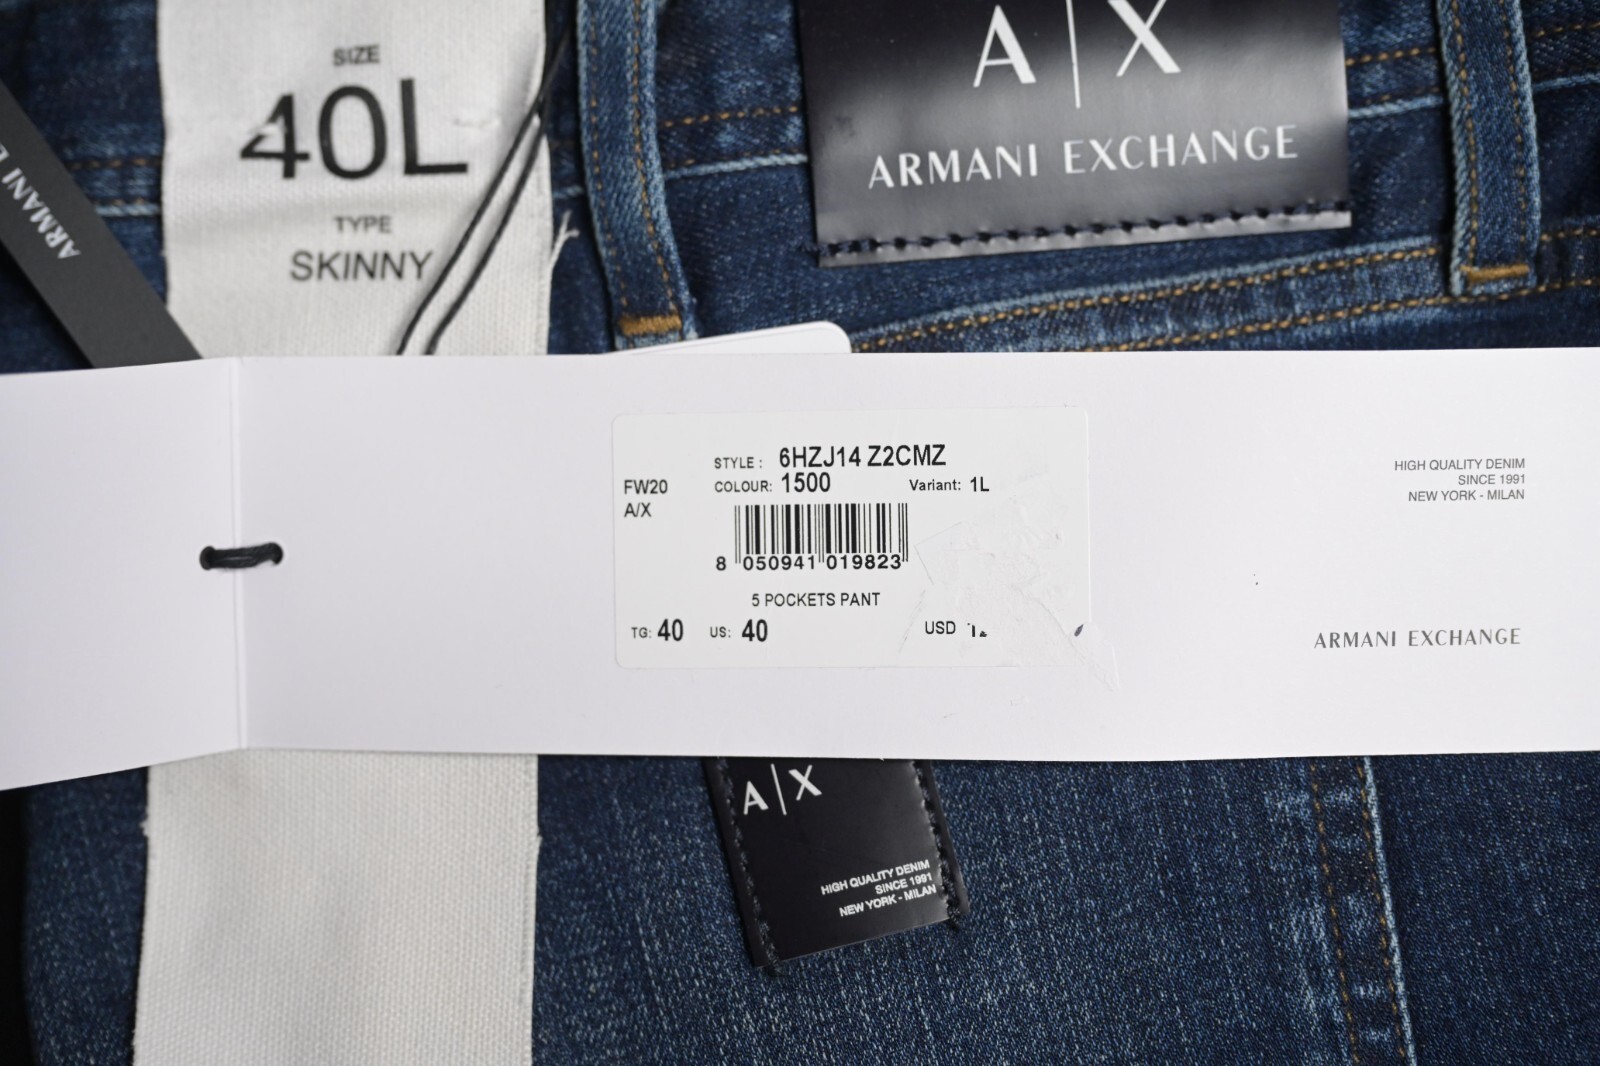 SIZE
40L
TYPE
SKINNY
ARMANI
A|X
ARMANI EXCHANGE
STYLE: 6HZJ14 Z2CMZ
FW20 COLOUR: 1500 Variant: 1L
A/X
8 050941 019823
5 POCKETS PANT
TG: 40 US: 40 USD
HIGH QUALITY DENIM
SINCE 1991
NEW YORK - MILAN
ARMANI EXCHANGE
A|X
HIGH QUALITY DENIM
SINCE 1991
NEW YORK - MILAN